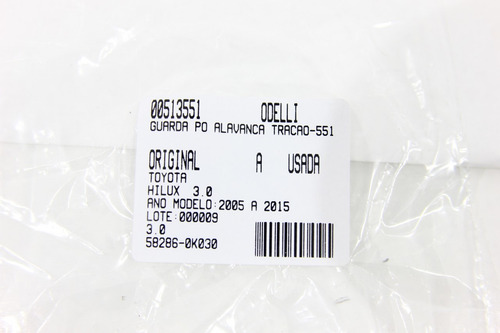 00513551 ODELLI
GUARDA PO ALAVANCA TRACAO-551
ORIGINAL A USADA
TOYOTA
HILUX 3.0
ANO MODELO:2005 A 2015
LOTE:000009
3.0
58286-0K030